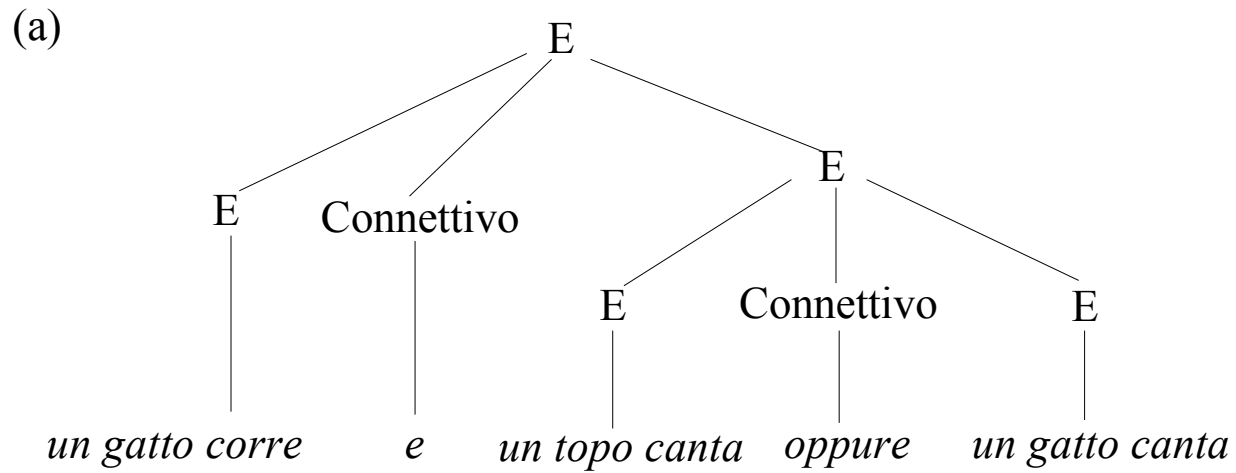 (a)
E
E
E Connettivo
E Connettivo E
un gatto corre e un topo canta oppure un gatto canta